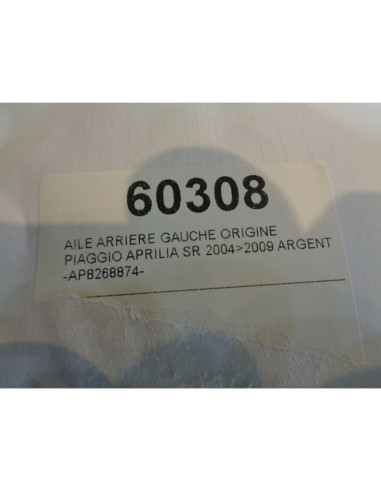 60308
AILE ARRIERE GAUCHE ORIGINE
PIAGGIO APRILIA SR 2004>2009 ARGENT
-AP8268874-